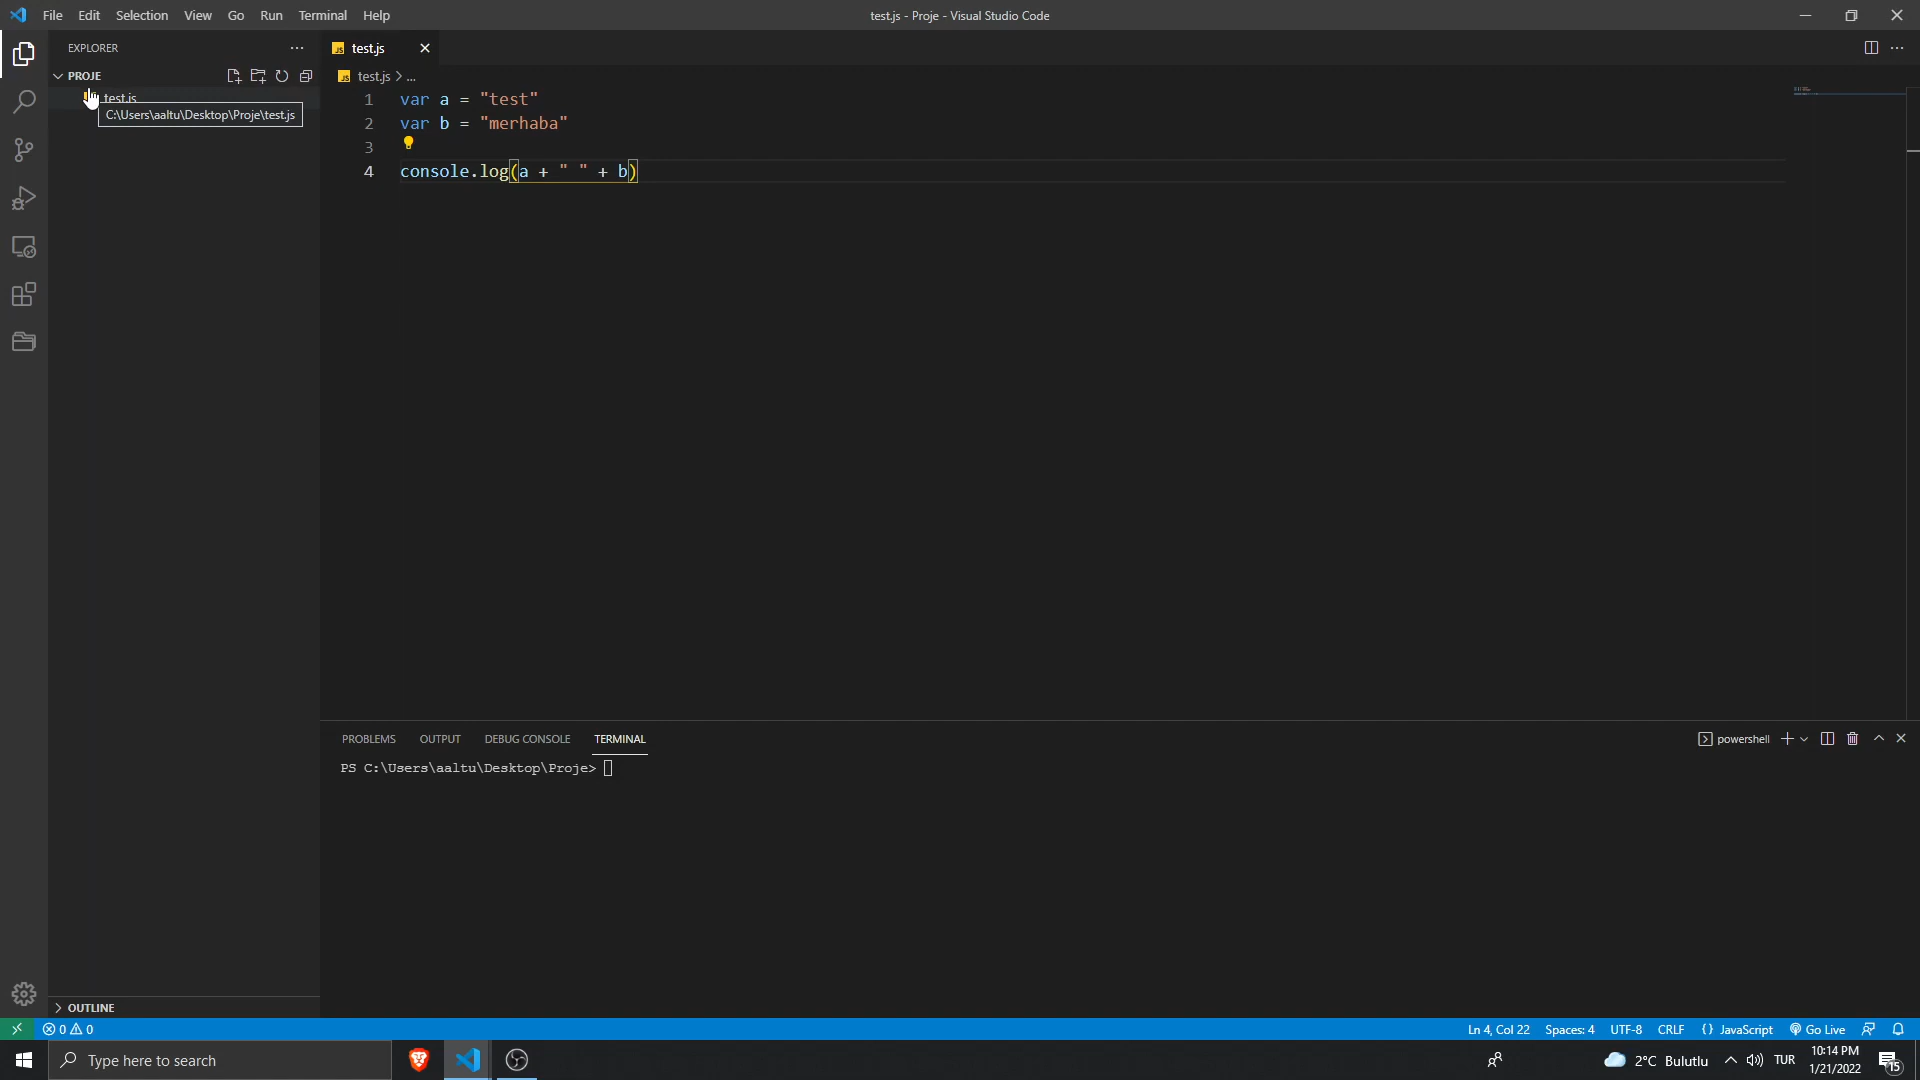 File Edit Selection View Go Run Terminal Help
test.js - Proje - Visual Studio Code
EXPLORER
PROJE
test.js
C:\Users\aaltu\Desktop\Proje\test.js
JS test.js
JS test.js > ...
1 var a = "test"
2 var b = "merhaba"
3
4 console.log(a + " " + b)
PROBLEMS OUTPUT DEBUG CONSOLE TERMINAL
powershell
PS C:\Users\aaltu\Desktop\Proje>
OUTLINE
0 0
Ln 4, Col 22 Spaces: 4 UTF-8 CRLF {} JavaScript Go Live
Type here to search
2°C Bulutlu
TUR
10:14 PM
1/21/2022
15